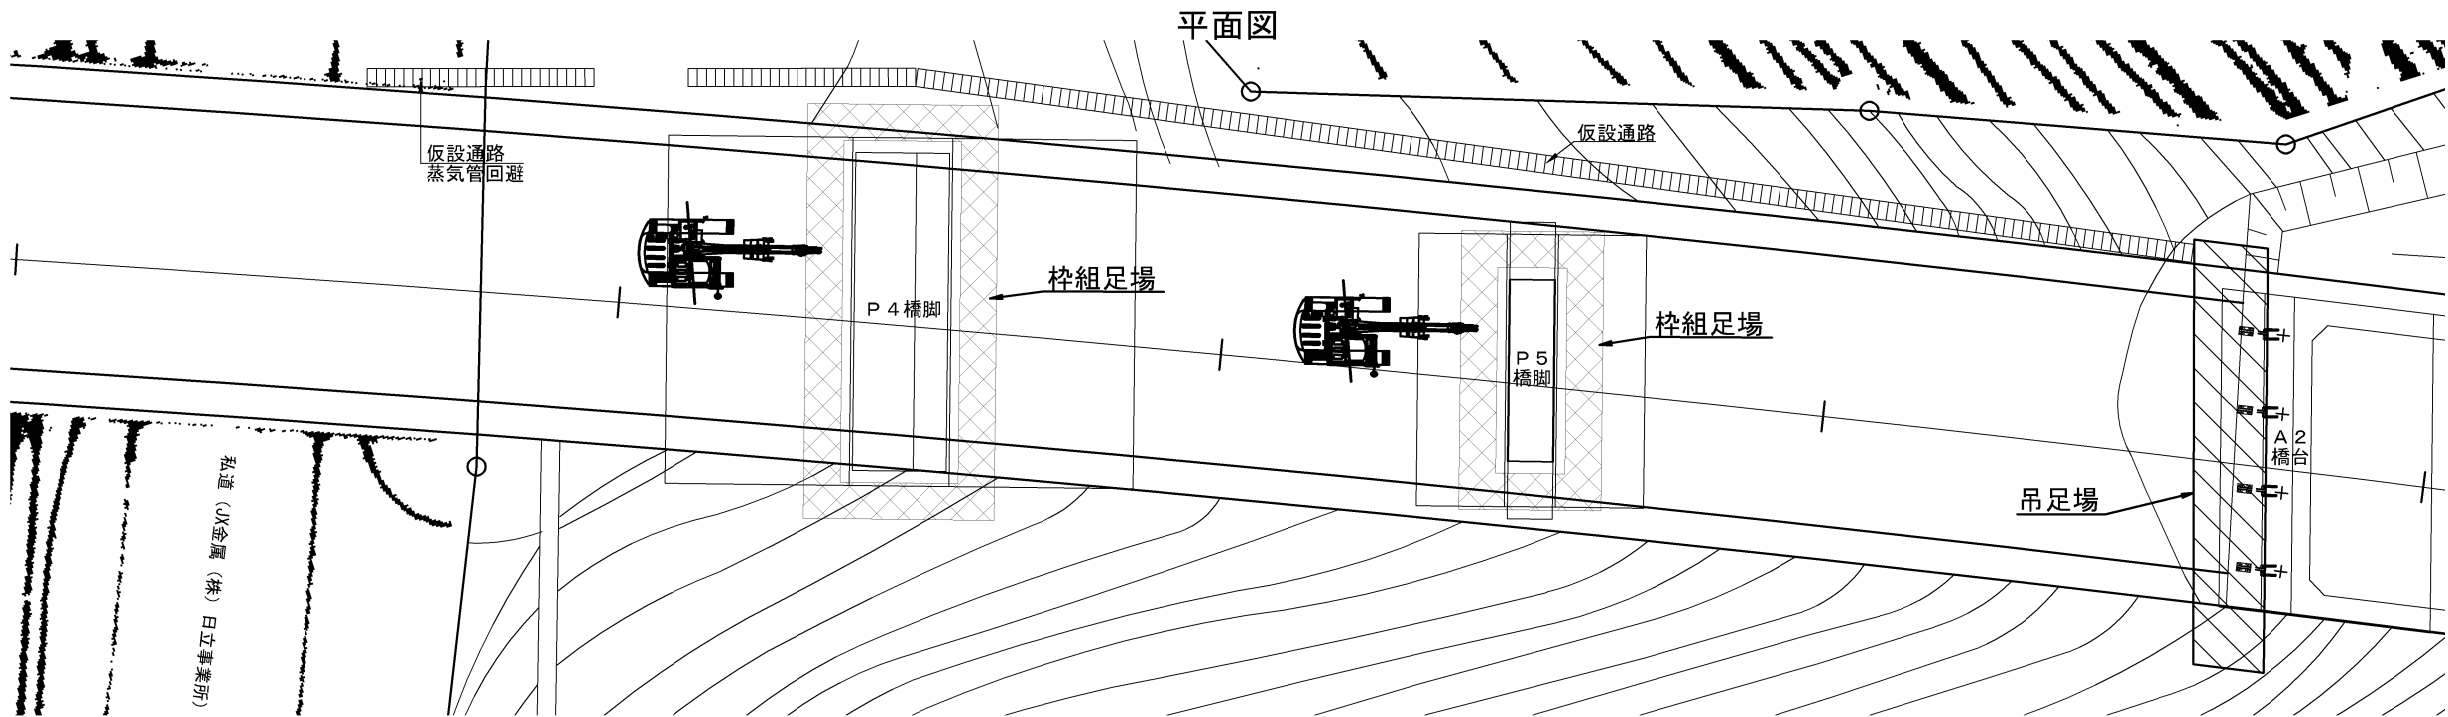 平面図
仮設通路
仮設通路
蒸気管回避
枠組足場
P4橋脚
枠組足場
P5
橋脚
A2
橋台
吊足場
私道（JX金属（株）日立事業所）